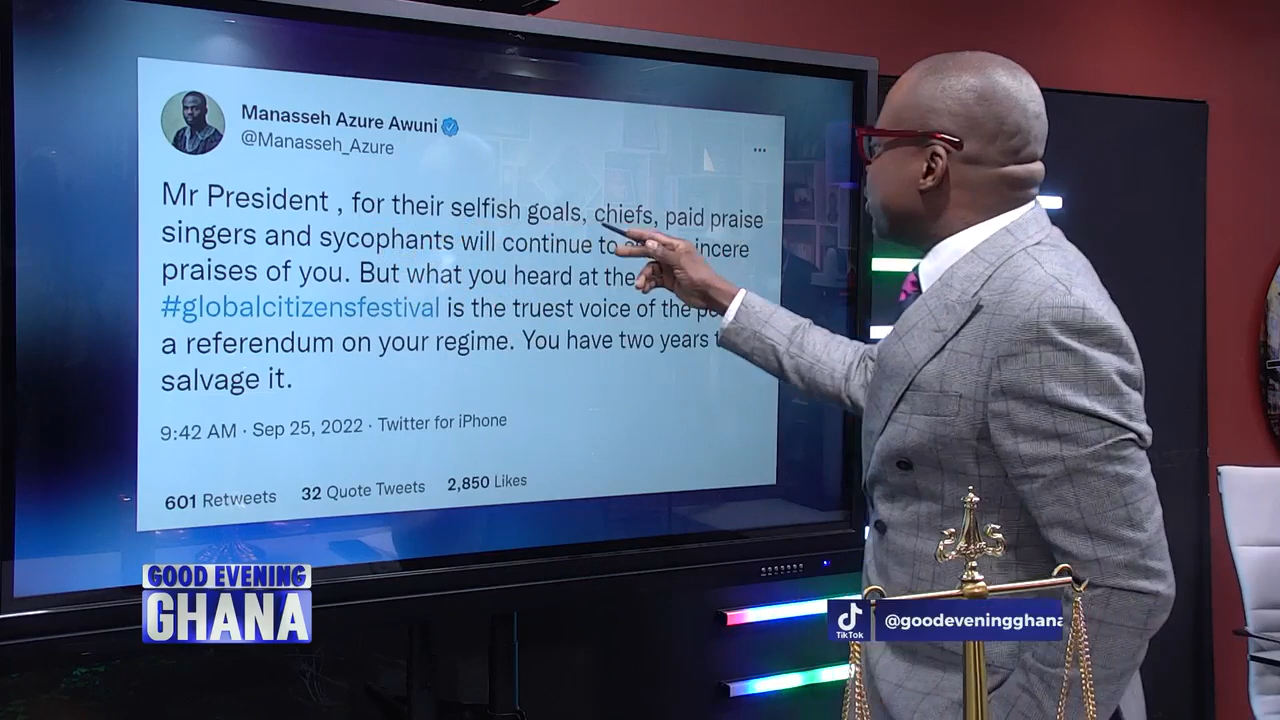 Manasseh Azure Awuni
@Manasseh_Azure
Mr President , for their selfish goals, chiefs, paid praise
singers and sycophants will continue to
praises of you. But what you heard at the
#globalcitizensfestival is the truest voice of the
a referendum on your regime. You have two years
salvage it.
9:42 AM · Sep 25, 2022 · Twitter for iPhone
601 Retweets 32 Quote Tweets 2,850 Likes
GOOD EVENING
GHANA
TikTok
@goodeveningghana